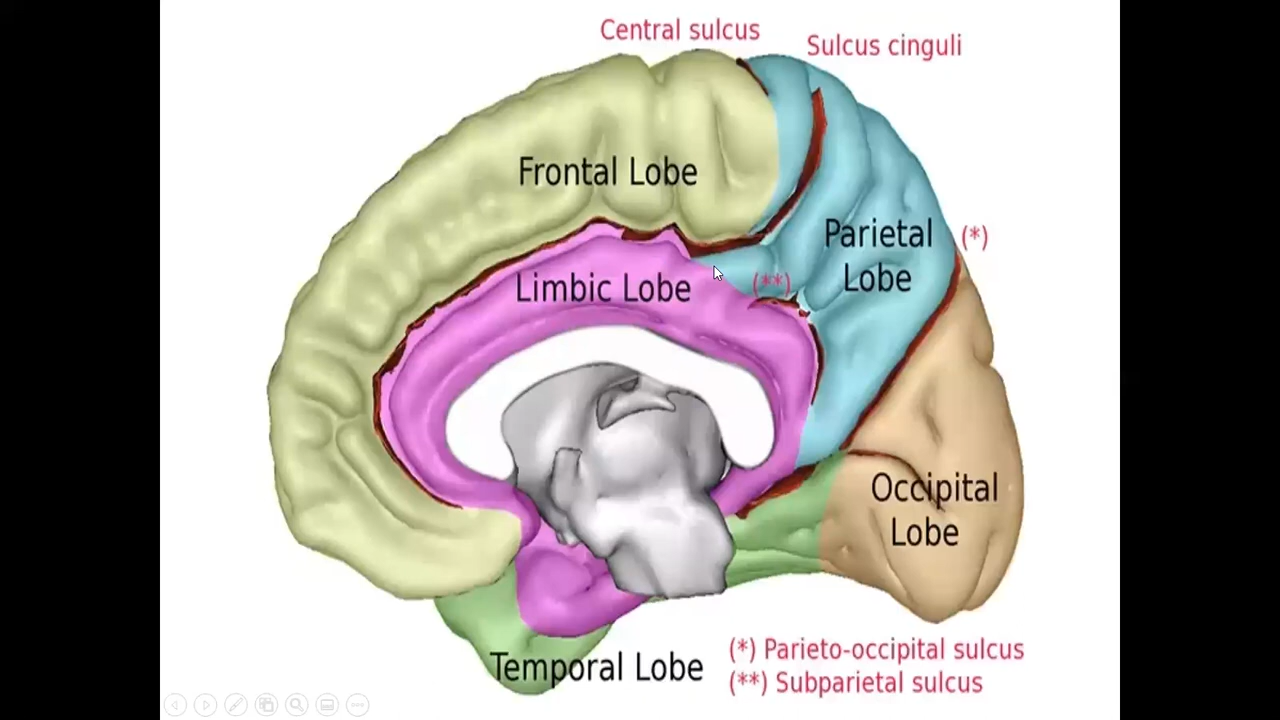 Central sulcus
Sulcus cinguli
Frontal Lobe
Parietal
Lobe
(*)
Limbic Lobe
(**)
Occipital
Lobe
Temporal Lobe
(*) Parieto-occipital sulcus
(**) Subparietal sulcus